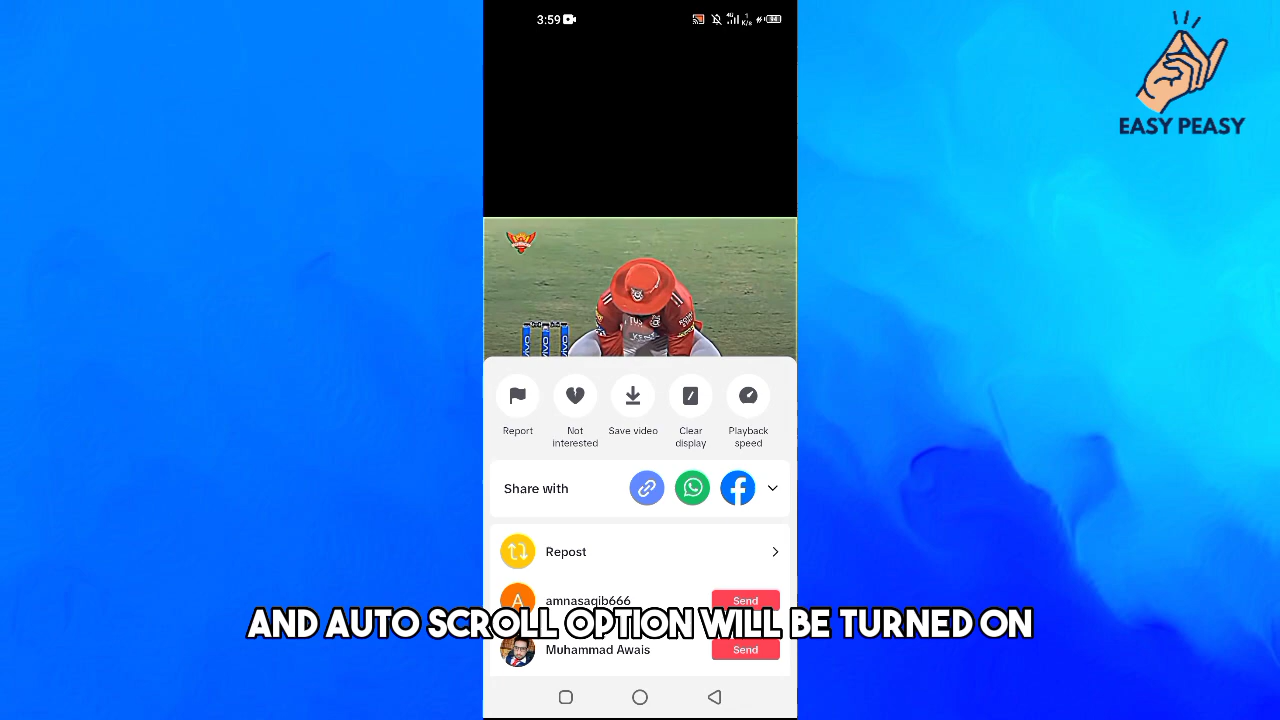 3:59
EASY PEASY
Report
Not interested
Save video
Clear display
Playback speed
Share with
Repost
A
amnasaqib666
Send
AND AUTO SCROLL OPTION WILL BE TURNED ON
Muhammad Awais
Send